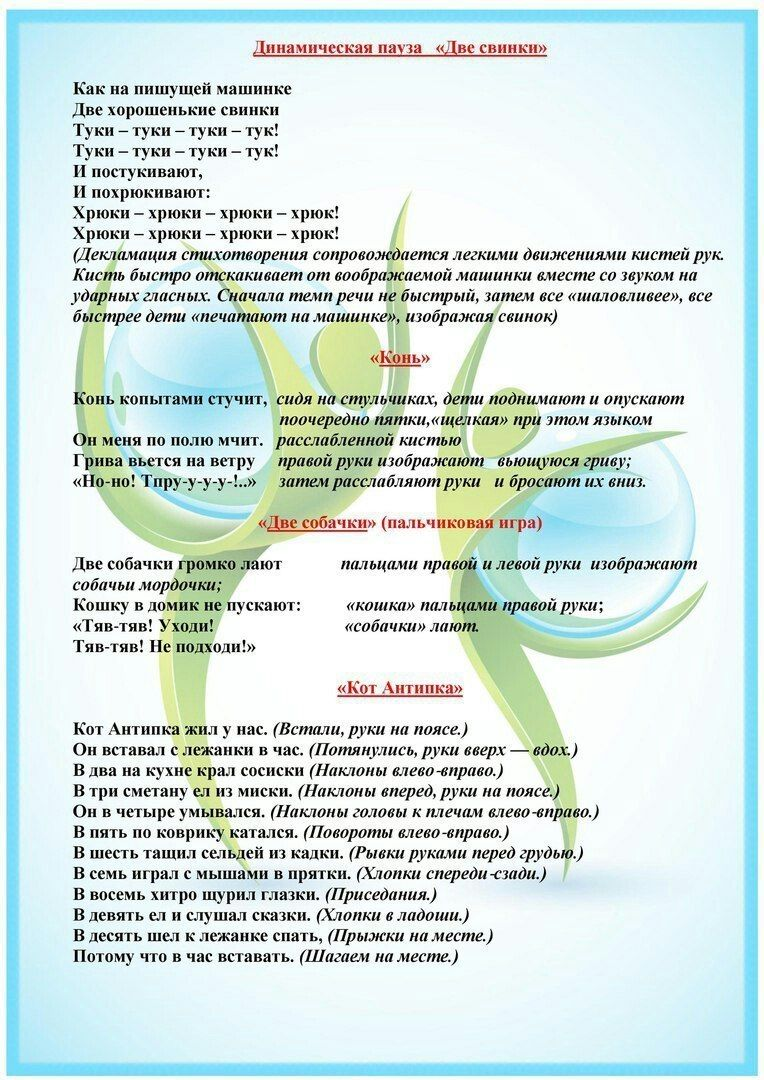 Динамическая пауза «Две свинки»
Как на пишущей машинке
Две хорошенькие свинки
Туки – туки – туки – тук!
Туки – туки – туки – тук!
И постукивают,
И похрюкивают:
Хрюки – хрюки – хрюки – хрюк!
Хрюки – хрюки – хрюки – хрюк!
(Декламация стихотворения сопровождается легкими движениями кистей рук.
Кисть быстро отскакивает от воображаемой машинки вместе со звуком на
ударных гласных. Сначала темп речи не быстрый, затем все «шаловливее», все
быстрее дети «печатают на машинке», изображая свинок)
«Конь»
Конь копытами стучит, сидя на стульчиках, дети поднимают и опускают
поочередно пятки,«щелкая» при этом языком
Он меня по полю мчит. расслабленной кистью
Грива вьется на ветру правой руки изображают вьющуюся гриву;
«Но-но! Тпру-у-у-у-!..» затем расслабляют руки и бросают их вниз.
«Две собачки» (пальчиковая игра)
Две собачки громко лают пальцами правой и левой руки изображают
собачьи мордочки;
Кошку в домик не пускают: «кошка» пальцами правой руки;
«Тяв-тяв! Уходи! «собачки» лают.
Тяв-тяв! Не подходи!»
«Кот Антипка»
Кот Антипка жил у нас. (Встали, руки на поясе.)
Он вставал с лежанки в час. (Потянулись, руки вверх — вдох.)
В два на кухне крал сосиски (Наклоны влево-вправо.)
В три сметану ел из миски. (Наклоны вперед, руки на поясе.)
Он в четыре умывался. (Наклоны головы к плечам влево-вправо.)
В пять по коврику катался. (Повороты влево-вправо.)
В шесть тащил сельдей из кадки. (Рывки руками перед грудью.)
В семь играл с мышами в прятки. (Хлопки спереди-сзади.)
В восемь хитро щурил глазки. (Приседания.)
В девять ел и слушал сказки. (Хлопки в ладоши.)
В десять шел к лежанке спать, (Прыжки на месте.)
Потому что в час вставать. (Шагаем на месте.)